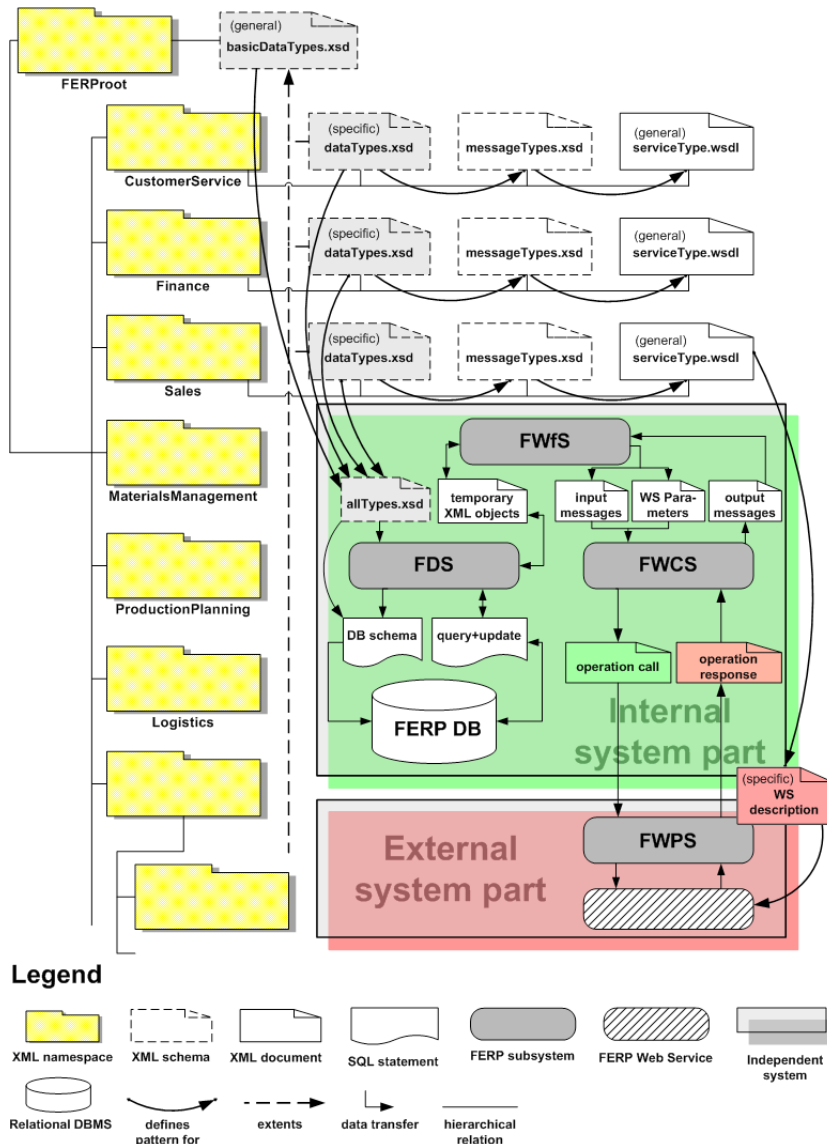 (general)
basicDataTypes.xsd
FERProot
(specific)
dataTypes.xsd
messageTypes.xsd
(general)
serviceType.wsdl
CustomerService
(specific)
dataTypes.xsd
messageTypes.xsd
(general)
serviceType.wsdl
Finance
(specific)
dataTypes.xsd
messageTypes.xsd
(general)
serviceType.wsdl
Sales
FWfS
MaterialsManagement
allTypes.xsd
temporary
XML objects
input
messages
WS Para-
meters
output
messages
FDS
FWCS
ProductionPlanning
DB schema
query+update
operation call
operation
response
Logistics
FERP DB
Internal
system part
(specific)
WS
description
External
system part
FWPS
Legend
XML namespace
XML schema
XML document
SQL statement
FERP subsystem
FERP Web Service
Independent
system
Relational DBMS
defines
pattern for
extents
data transfer
hierarchical
relation